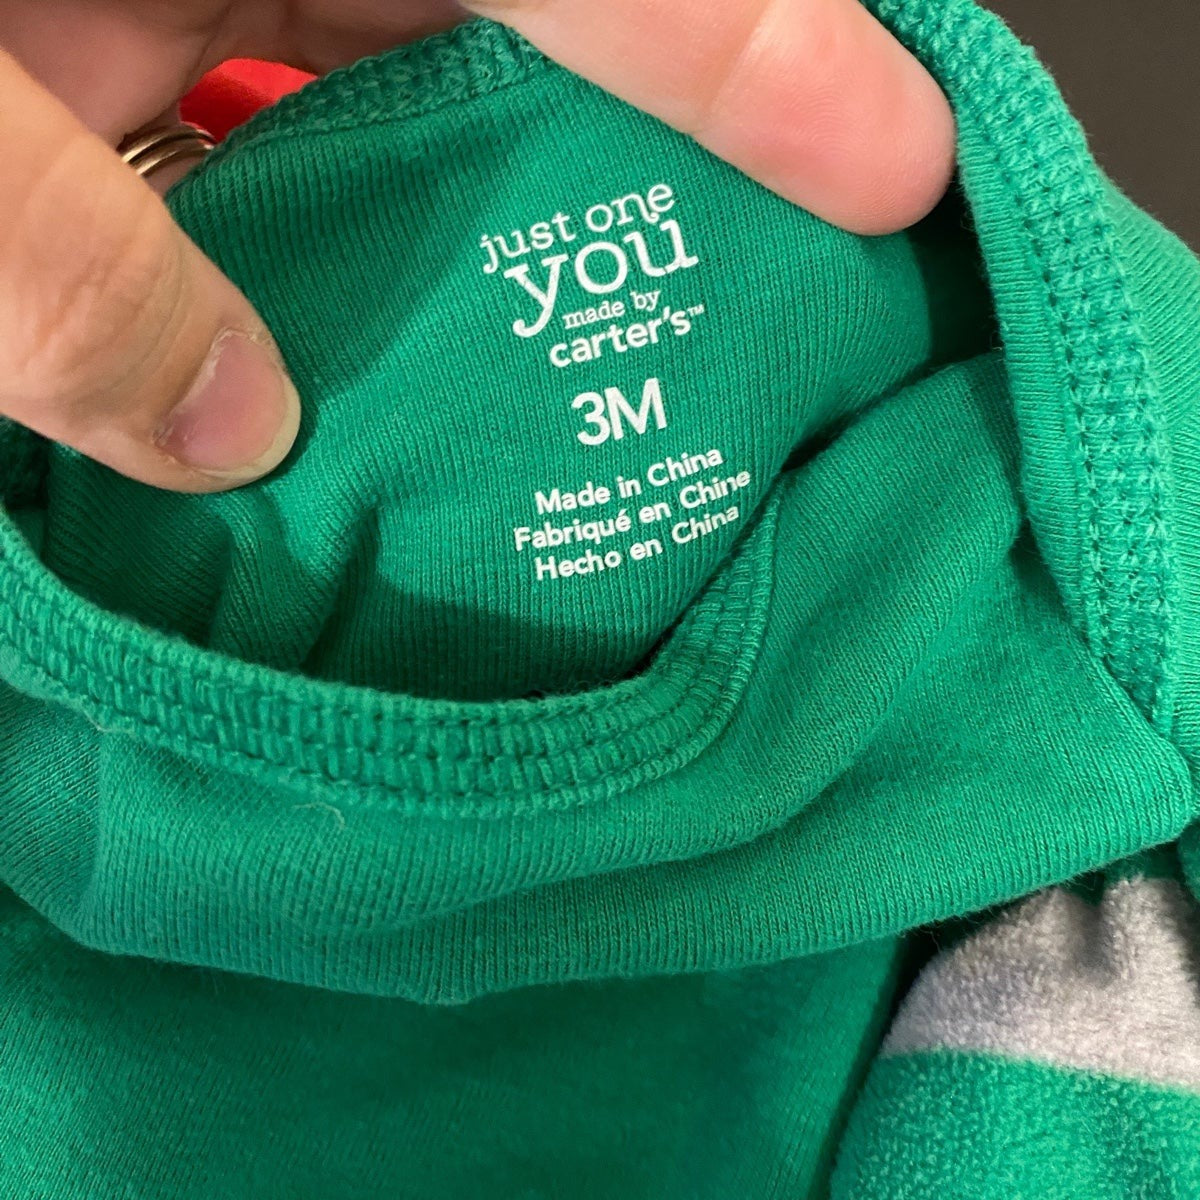 just one
you
made by
carter's™
3M
Made in China
Fabriqué en Chine
Hecho en China